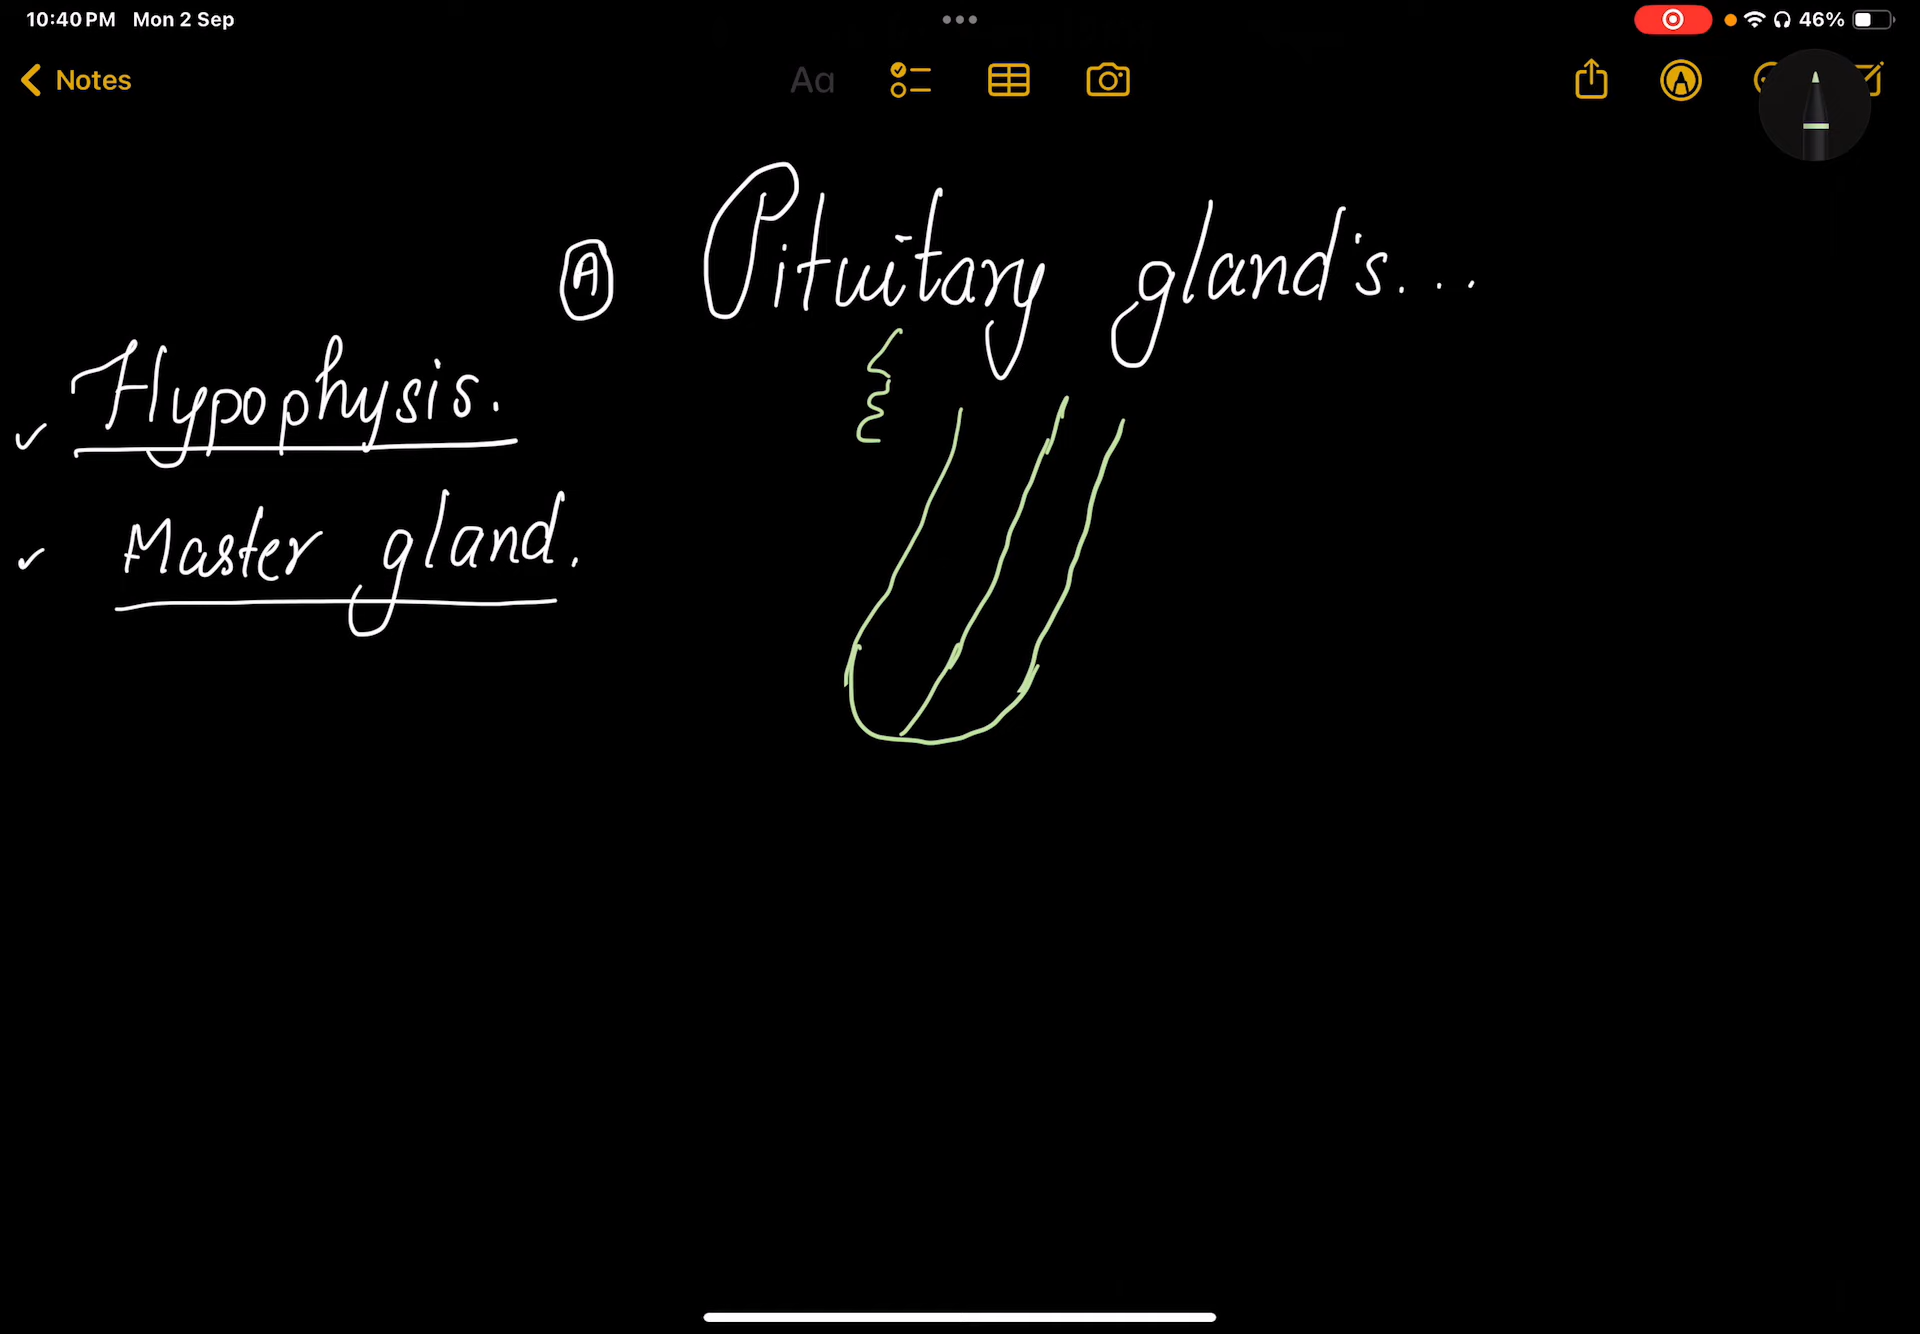 10:40 PM Mon 2 Sep
46%
Notes
Aa
Ⓐ Pituitary gland's...
Hypophysis.
Master gland.